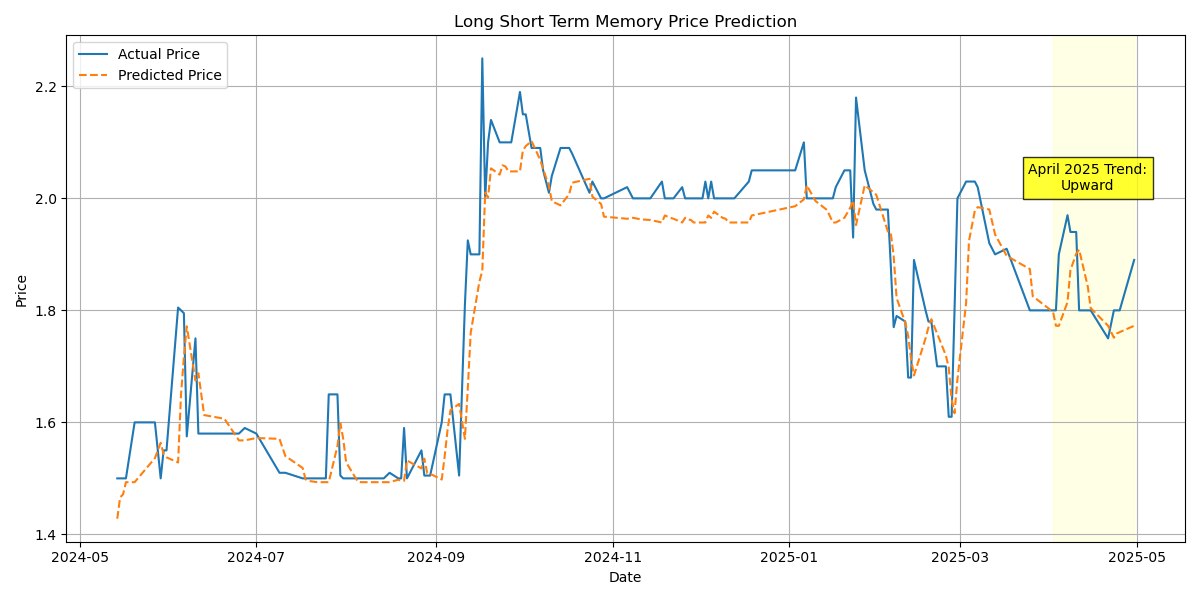 Long Short Term Memory Price Prediction
Actual Price
Predicted Price
April 2025 Trend:
Upward
Price
2.2
2.0
1.8
1.6
1.4
2024-05
2024-07
2024-09
2024-11
2025-01
2025-03
2025-05
Date